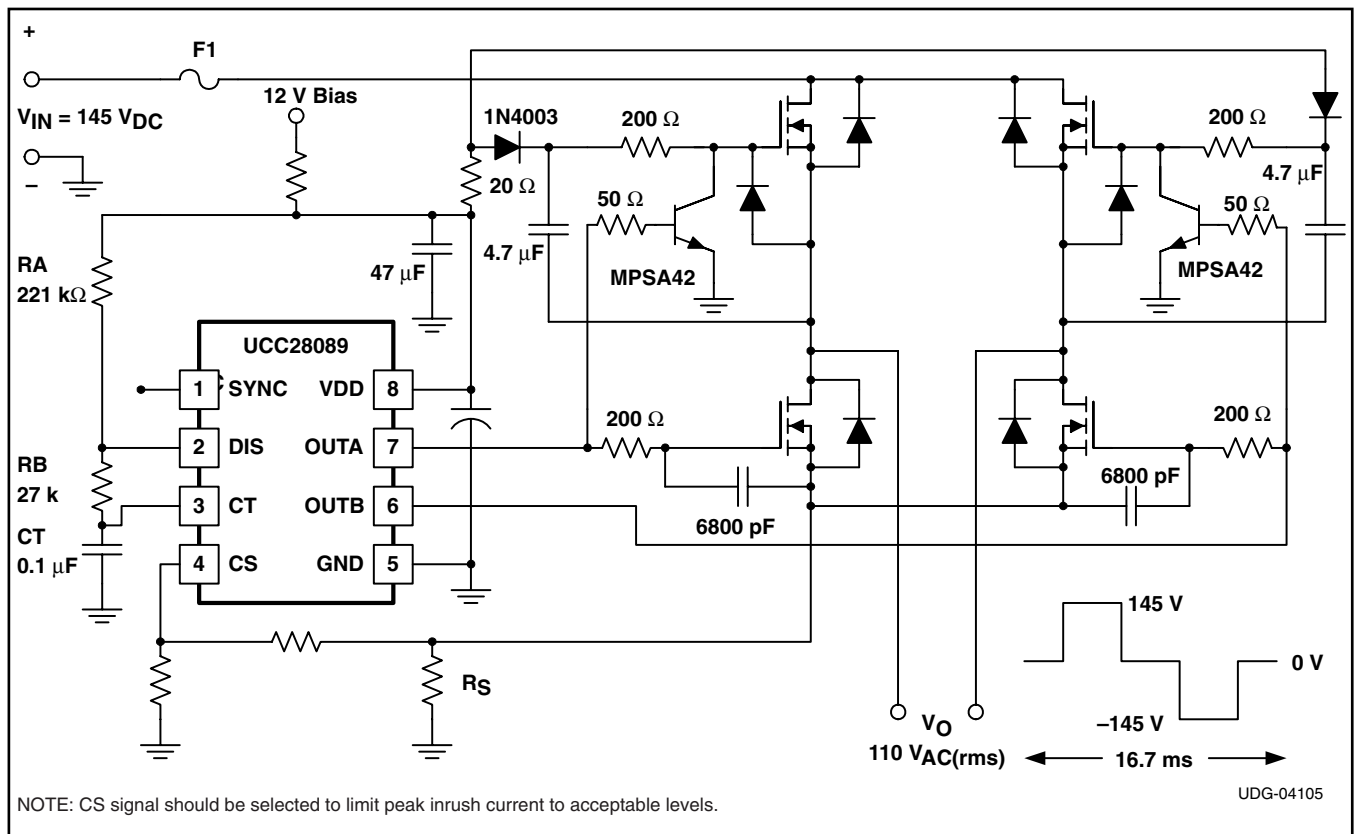 +
F1
12 V Bias
VIN = 145 VDC
–
1N4003
200 Ω
200 Ω
20 Ω
4.7 μF
50 Ω
50 Ω
4.7 μF
47 μF
MPSA42
MPSA42
RA
221 kΩ
UCC28089
1 SYNC
VDD 8
2 DIS
OUTA 7
200 Ω
200 Ω
RB
27 k
3 CT
OUTB 6
6800 pF
6800 pF
CT
0.1 μF
4 CS
GND 5
RS
145 V
0 V
–145 V
VO
110 VAC(rms)
16.7 ms
NOTE: CS signal should be selected to limit peak inrush current to acceptable levels.
UDG-04105